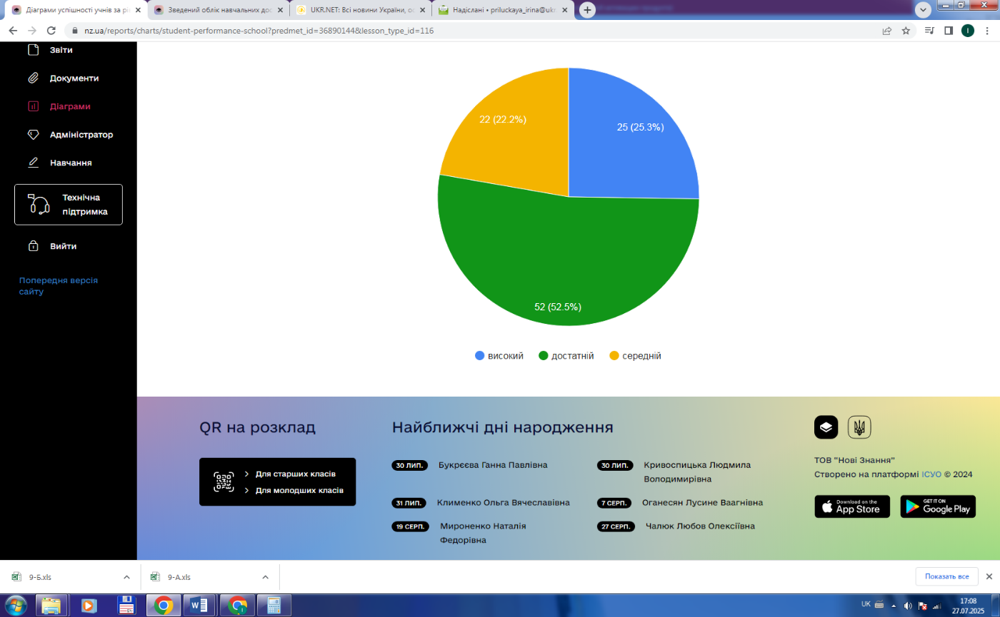 Діаграми успішності учнів за рі
Зведений облік навчальних дос
UKR.NET: Всі новини України, ос
Надіслані • priluckaya_irina@ukr
nz.ua/reports/charts/student-performance-school?predmet_id=36890144&lesson_type_id=116
I
Звіти
Документи
Діаграми
Адміністратор
Навчання
Технічна
підтримка
Вийти
Попередня версія
сайту
22 (22.2%)
25 (25.3%)
52 (52.5%)
високий
достатній
середній
QR на розклад
Для старших класів
Для молодших класів
Найближчі дні народження
30 ЛИП.
Букрєєва Ганна Павлівна
30 ЛИП.
Кривоспицька Людмила
Володимирівна
31 ЛИП.
Клименко Ольга Вячеславівна
7 СЕРП.
Оганесян Лусине Ваагнівна
19 СЕРП.
Мироненко Наталія
Федорівна
27 СЕРП.
Чалюк Любов Олексіївна
ТОВ "Нові Знання"
Створено на платформі ІСУО © 2024
Download on the
App Store
GET IT ON
Google Play
9-Б.xls
9-А.xls
Показать все
UK
17:08
27.07.2025